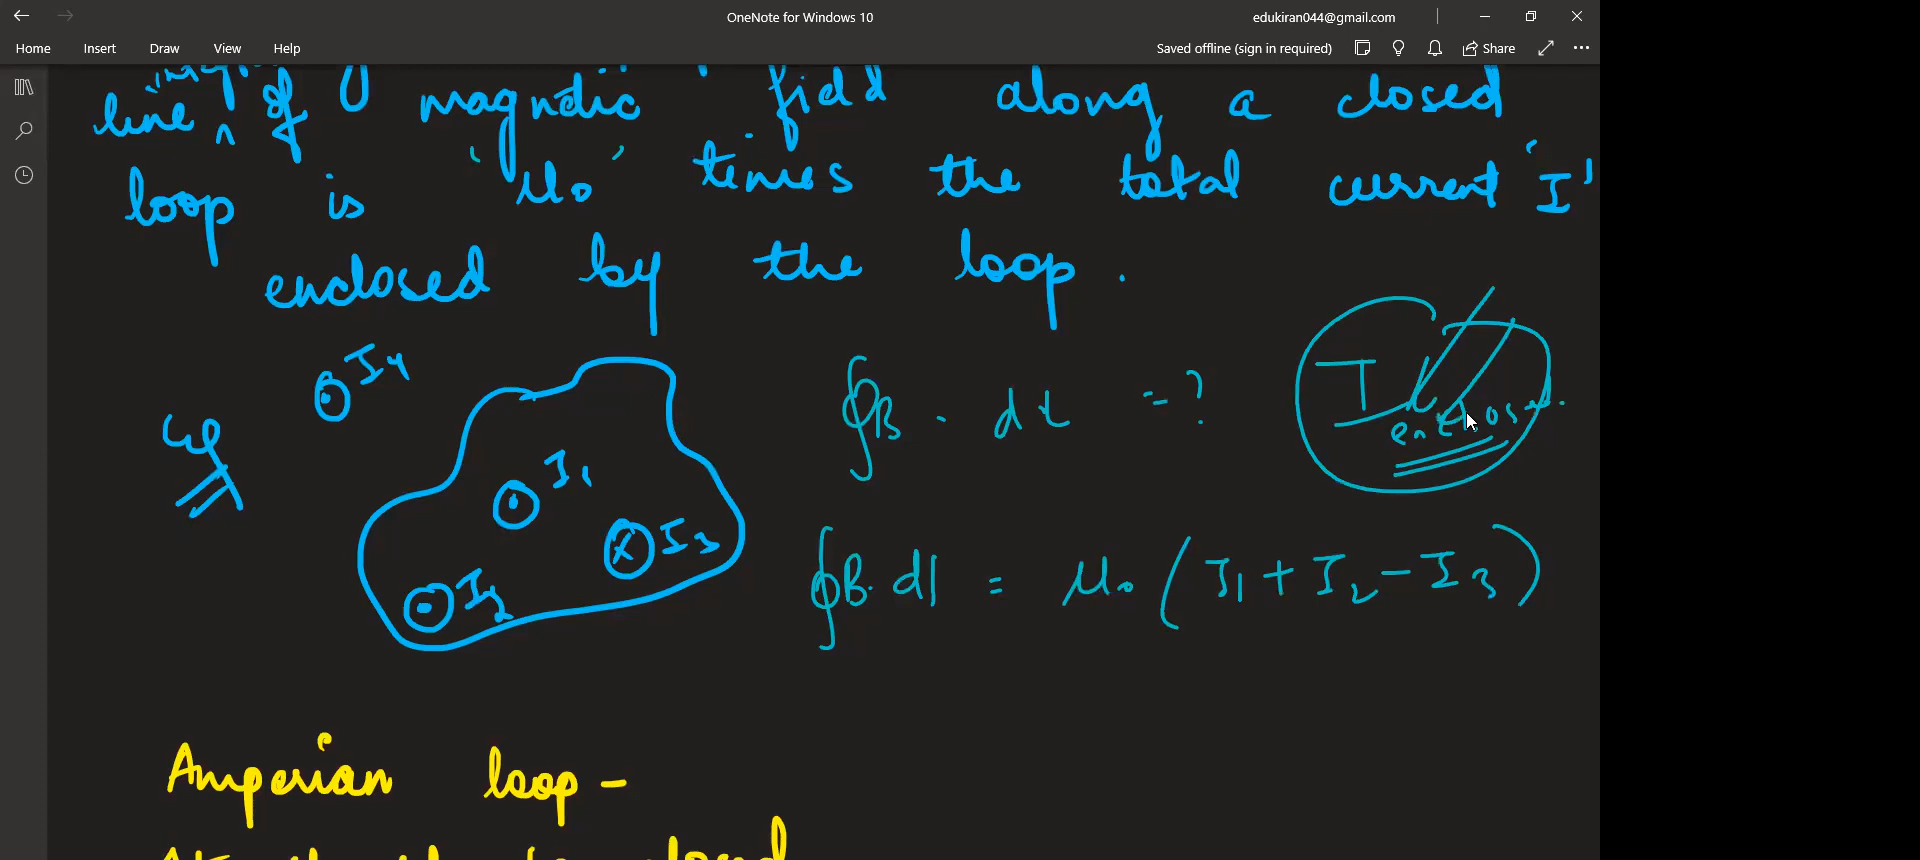 OneNote for Windows 10
edukiran044@gmail.com
Home Insert Draw View Help
Saved offline (sign in required) Share
line of magnetic field along a closed
loop is 'μ₀' times the total current 'I'
enclosed by the loop.
I₄
∮B . dl = ?
I enclosed.
eg
I₁
I₃
I₂
∮B. dl = μ₀ (I₁ + I₂ - I₃)
Amperian loop -